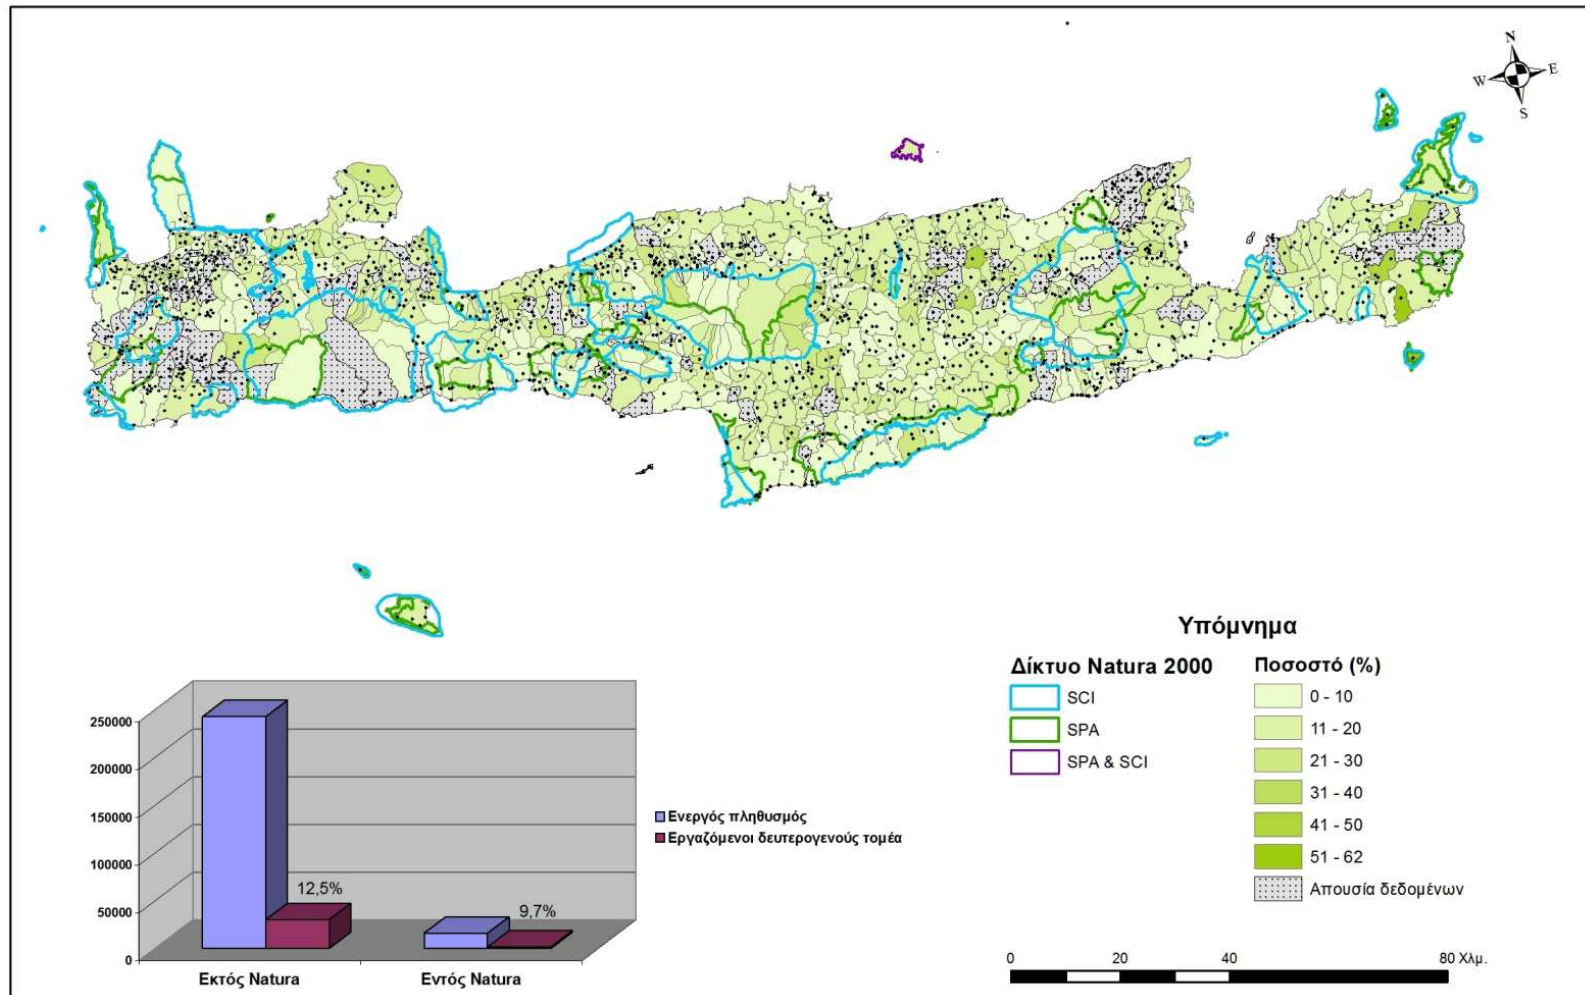 N
W
E
S
Υπόμνημα
Δίκτυο Natura 2000
SCI
SPA
SPA & SCI
Ποσοστό (%)
0 - 10
11 - 20
21 - 30
31 - 40
41 - 50
51 - 62
Απουσία δεδομένων
250000
200000
150000
100000
50000
0
12,5%
9,7%
Εκτός Natura
Εντός Natura
Ενεργός πληθυσμός
Εργαζόμενοι δευτερογενούς τομέα
0 20 40 80 Χλμ.